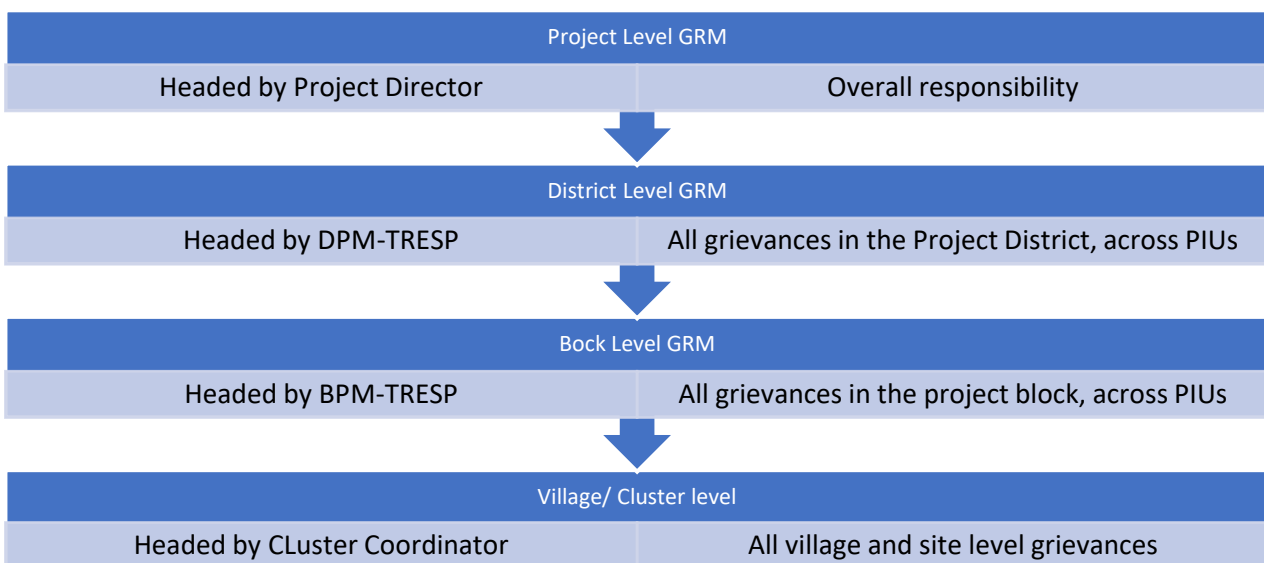 Project Level GRM
Headed by Project Director
Overall responsibility
District Level GRM
Headed by DPM-TRESP
All grievances in the Project District, across PIUs
Bock Level GRM
Headed by BPM-TRESP
All grievances in the project block, across PIUs
Village/ Cluster level
Headed by CLuster Coordinator
All village and site level grievances